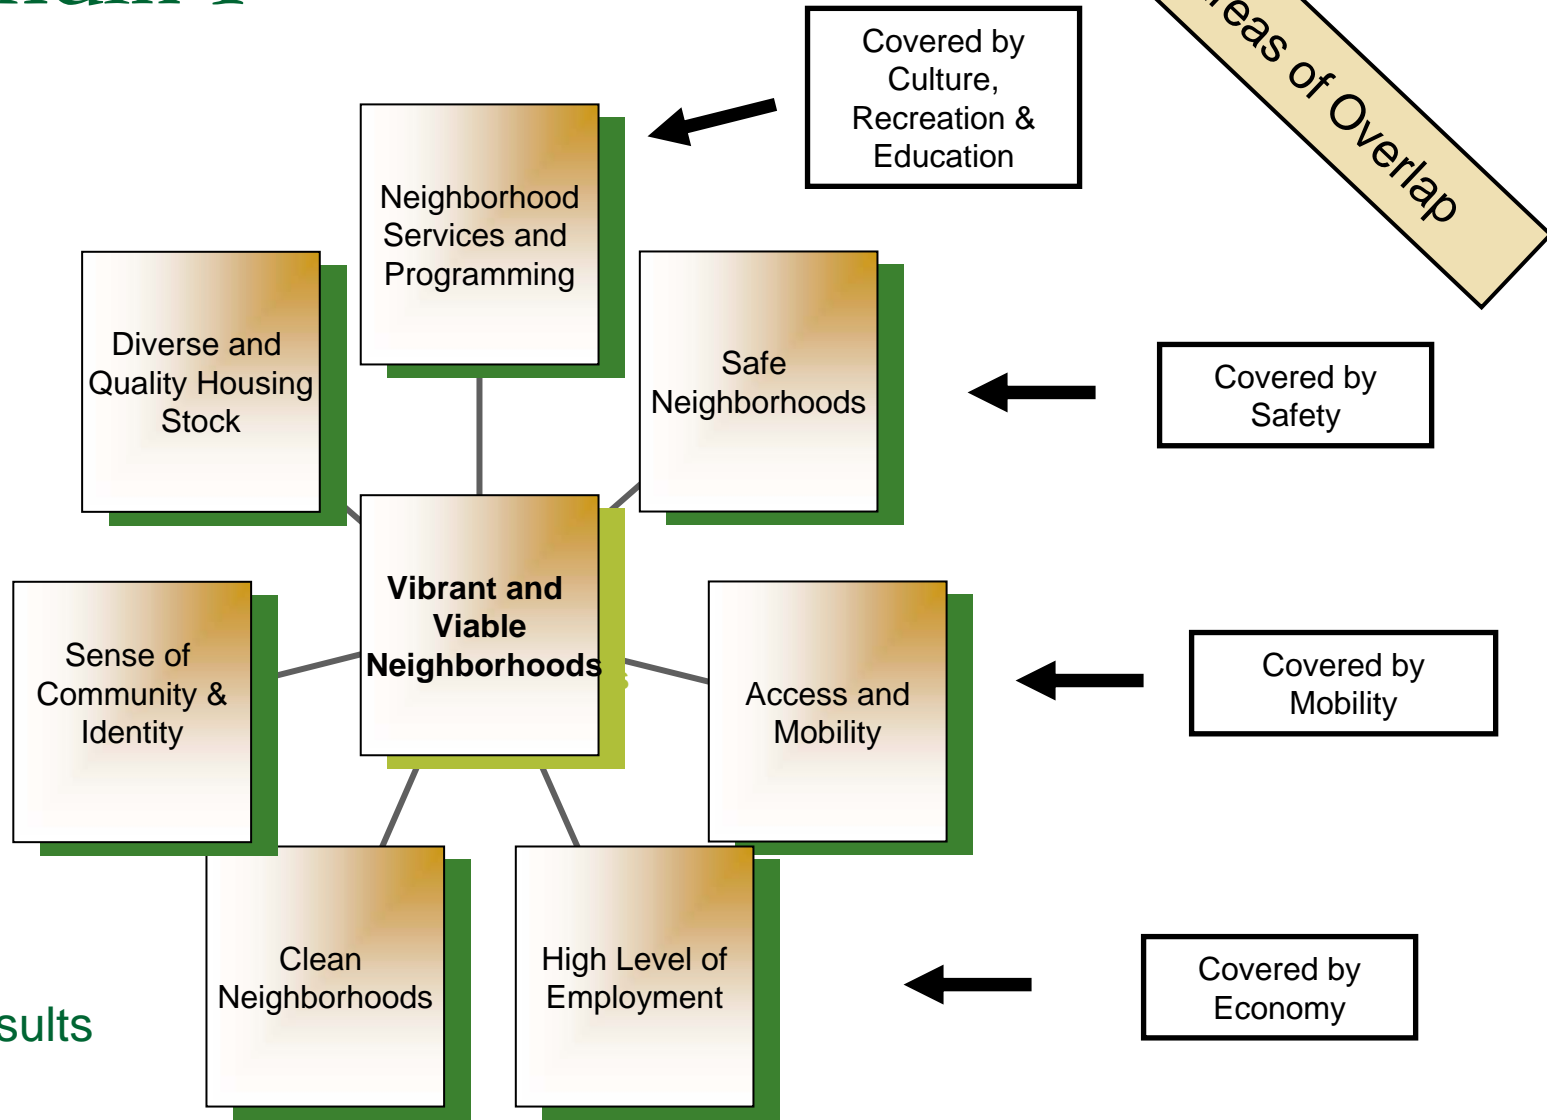 Covered by
Culture,
Recreation &
Education
of Overlap
Neighborhood
Services and
Programming
Diverse and
Quality Housing
Stock
Safe
Neighborhoods
Covered by
Safety
Vibrant and
Viable
Neighborhoods
Sense of
Community &
Identity
Access and
Mobility
Covered by
Mobility
Clean
Neighborhoods
High Level of
Employment
Covered by
Economy